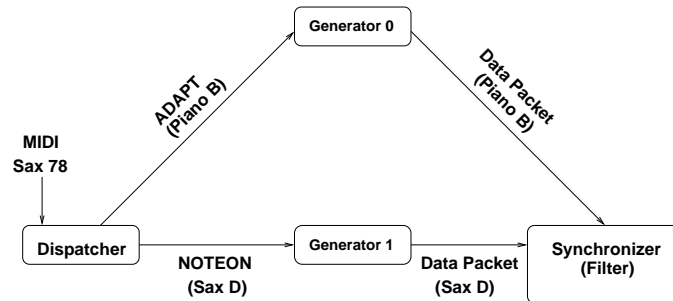 Generator 0
ADAPT
(Piano B)
Data Packet
(Piano B)
MIDI
Sax 78
Dispatcher
NOTEON
(Sax D)
Generator 1
Data Packet
(Sax D)
Synchronizer
(Filter)